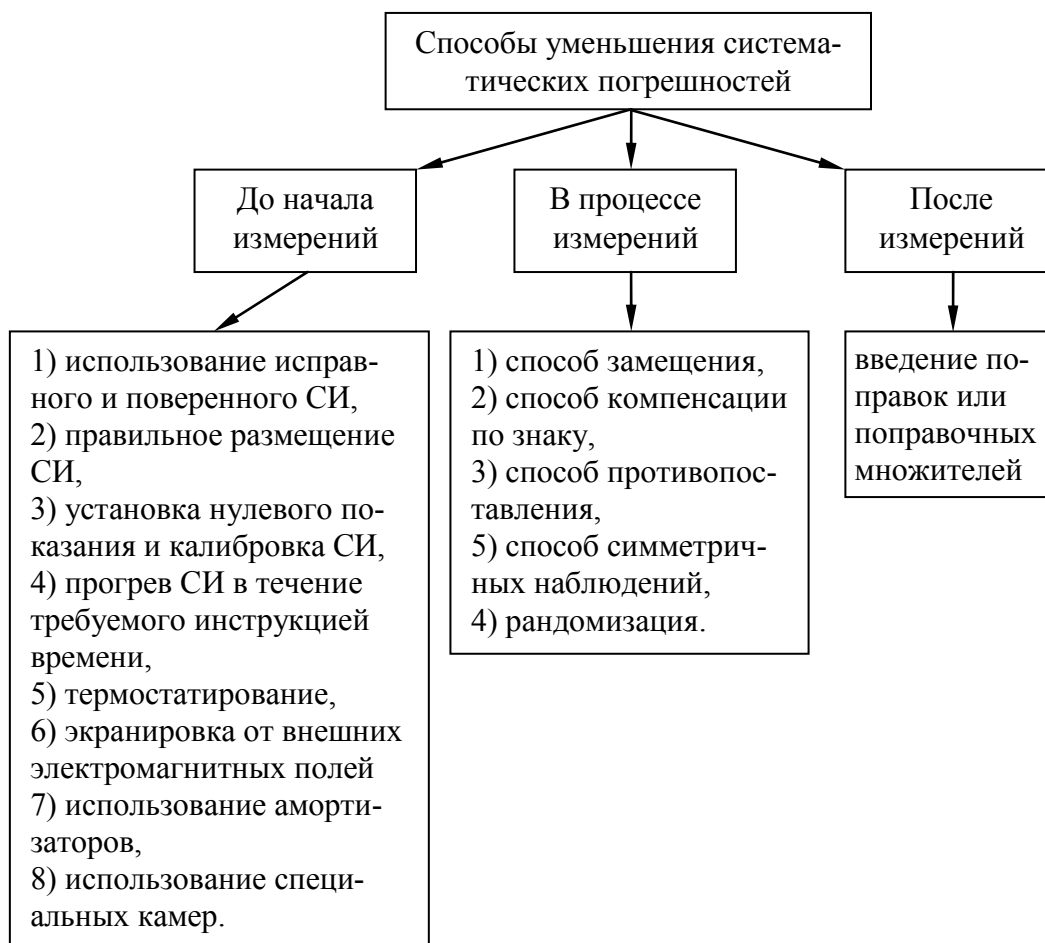 Способы уменьшения система-
тических погрешностей
До начала
измерений
В процессе
измерений
После
измерений
1) использование исправ-
ного и поверенного СИ,
2) правильное размещение
СИ,
3) установка нулевого по-
казания и калибровка СИ,
4) прогрев СИ в течение
требуемого инструкцией
времени,
5) термостатирование,
6) экранировка от внешних
электромагнитных полей
7) использование аморти-
заторов,
8) использование специ-
альных камер.
1) способ замещения,
2) способ компенсации
по знаку,
3) способ противопос-
тавления,
5) способ симметрич-
ных наблюдений,
4) рандомизация.
введение по-
правок или
поправочных
множителей